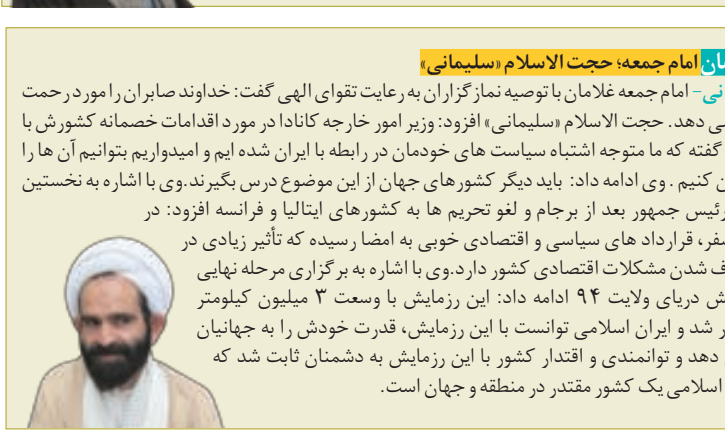 امام جمعه؛ حجت الاسلام «سلیمانی»
- امام جمعه غلامان با توصیه نمازگزاران به رعایت تقوای الهی گفت: خداوند صابران را مورد رحمت
دهد. حجت الاسلام «سلیمانی» افزود: وزیر امور خارجه کانادا در مورد اقدامات خصمانه کشورش با
گفته که ما متوجه اشتباه سیاست های خودمان در رابطه با ایران شده ایم و امیدواریم بتوانیم آن ها را
کنیم . وی ادامه داد: باید دیگر کشورهای جهان از این موضوع درس بگیرند.وی با اشاره به نخستین
رئیس جمهور بعد از برجام و لغو تحریم ها به کشورهای ایتالیا و فرانسه افزود: در
قرارداد های سیاسی و اقتصادی خوبی به امضا رسیده که تأثیر زیادی در
شدن مشکلات اقتصادی کشور دارد.وی با اشاره به برگزاری مرحله نهایی
دریای ولایت ۹۴ ادامه داد: این رزمایش با وسعت ۳ میلیون کیلومتر
شد و ایران اسلامی توانست با این رزمایش، قدرت خودش را به جهانیان
دهد و توانمندی و اقتدار کشور با این رزمایش به دشمنان ثابت شد که
اسلامی یک کشور مقتدر در منطقه و جهان است.